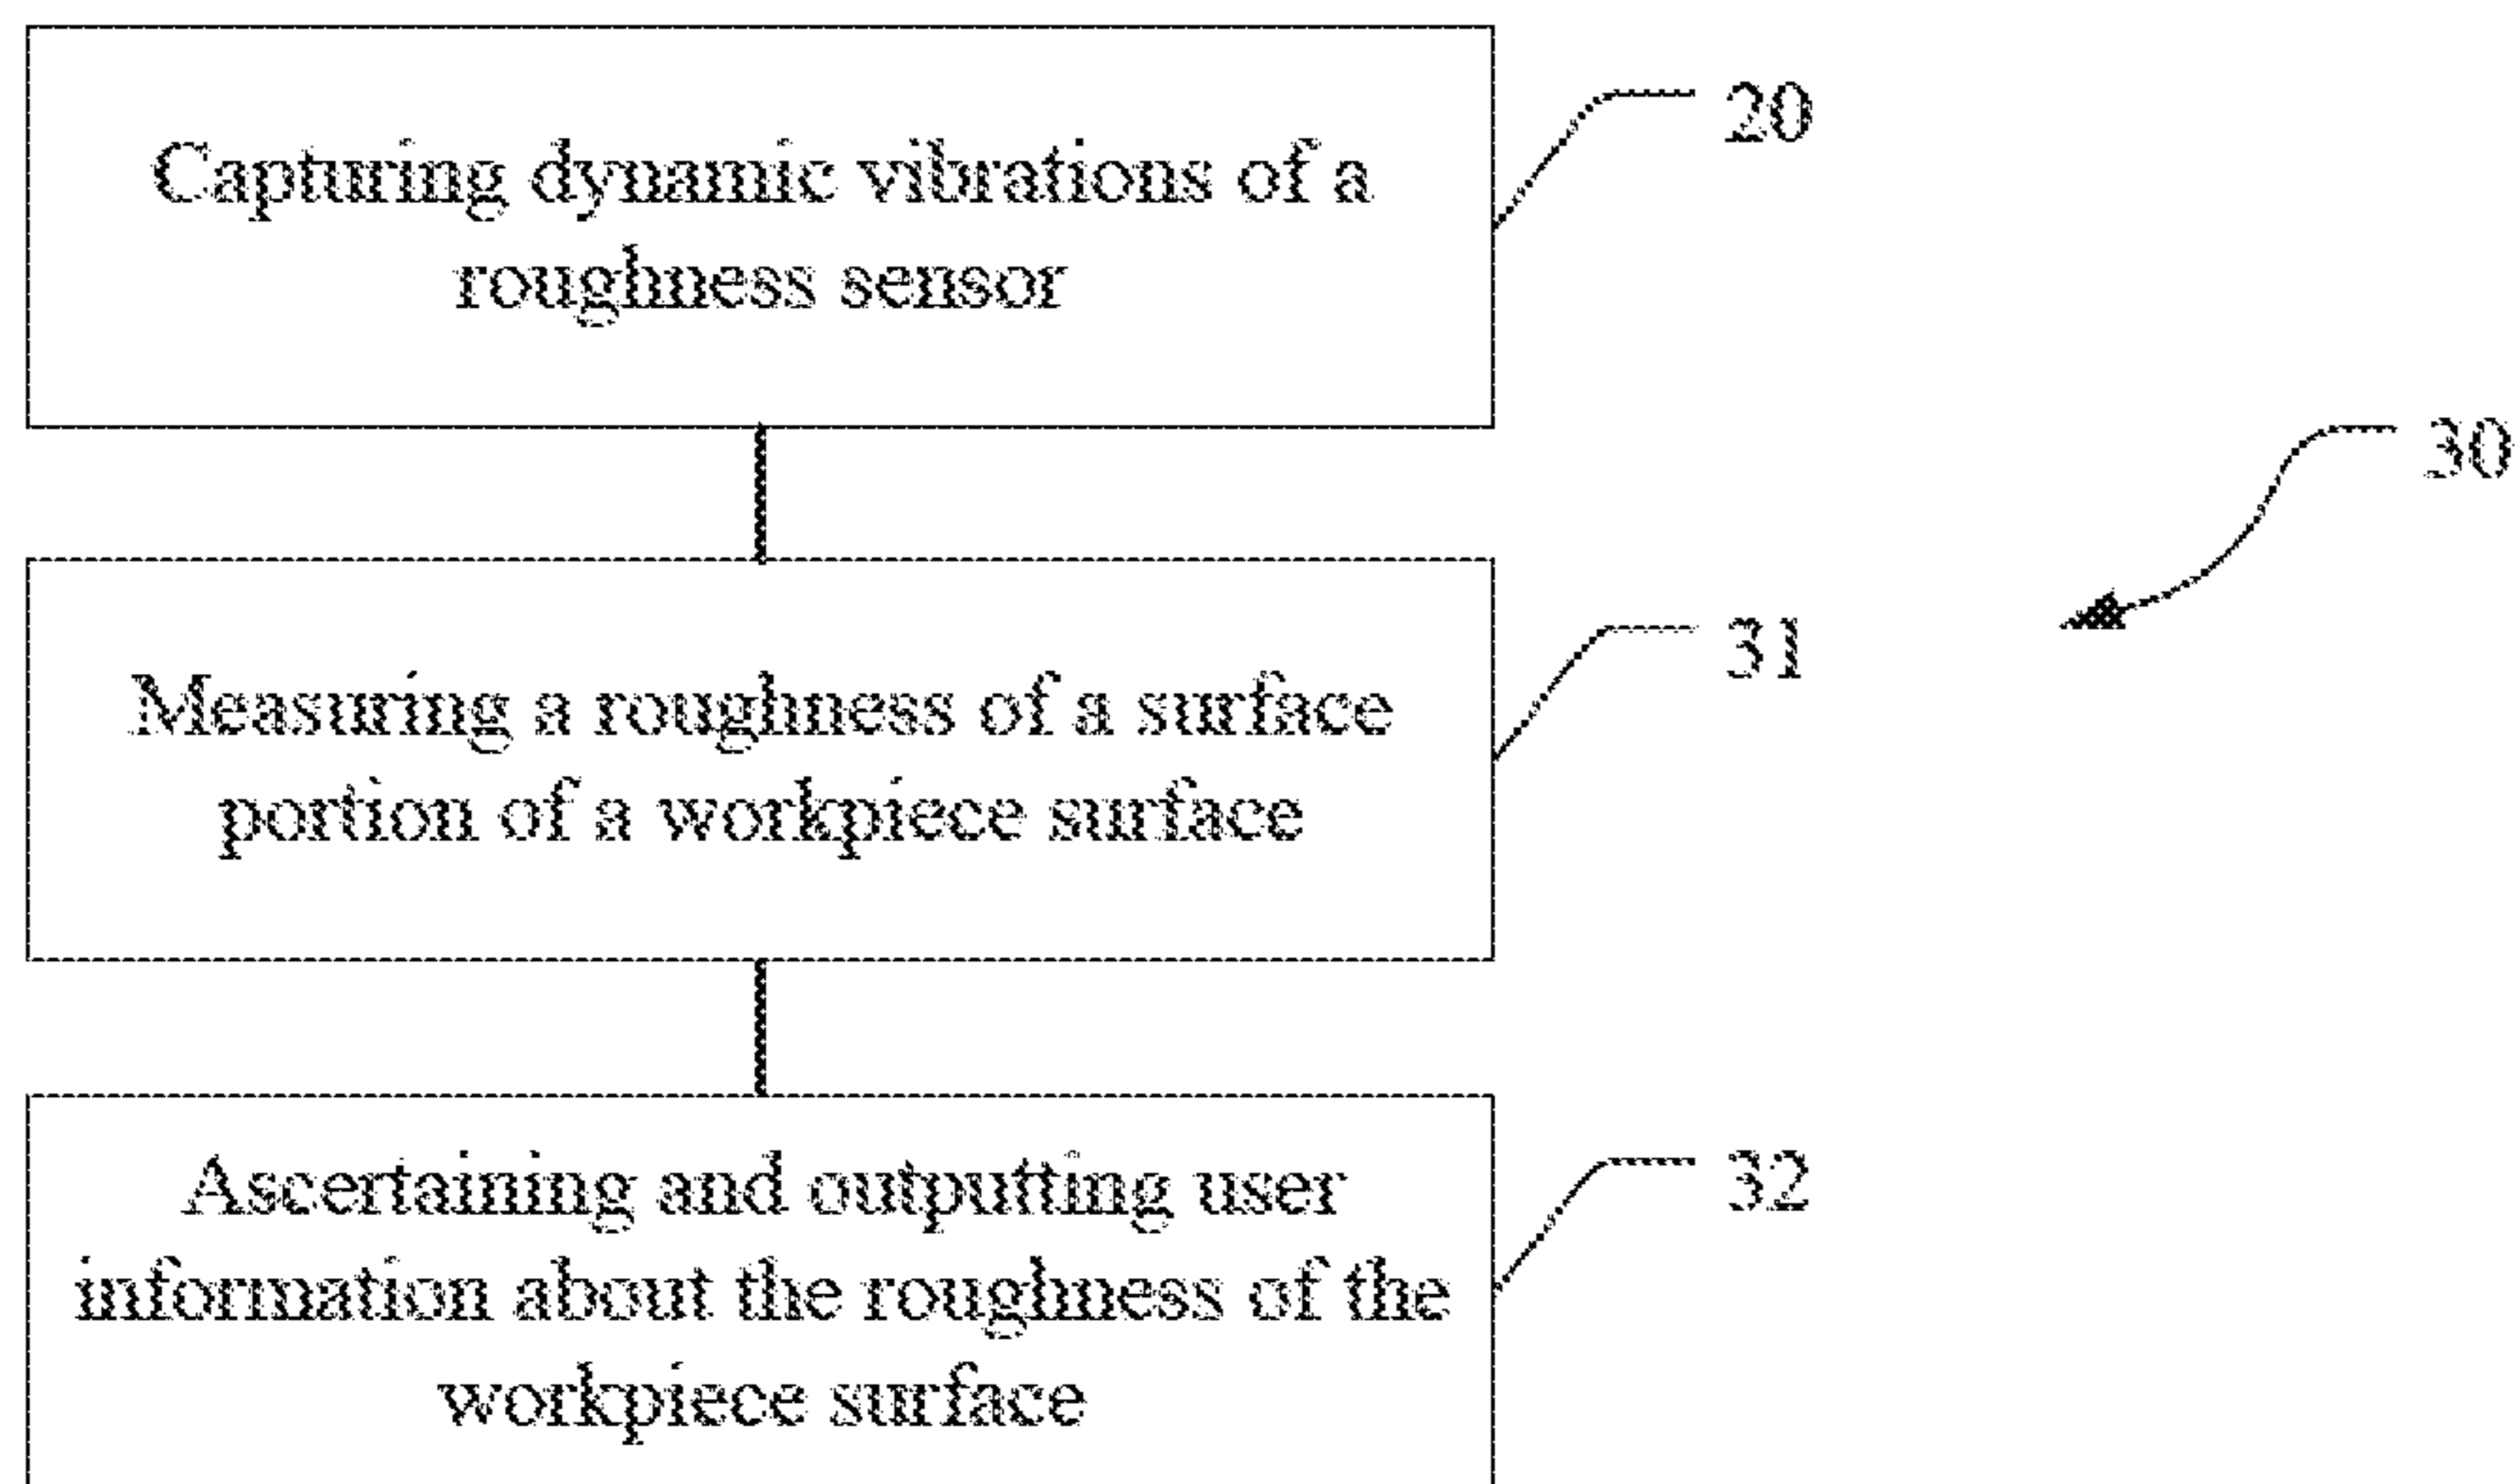 Capturing dynamic vibrations of a
roughness sensor
20
30
Measuring a roughness of a surface
portion of a workpiece surface
31
Ascertaining and outputting user
information about the roughness of the
workpiece surface
32